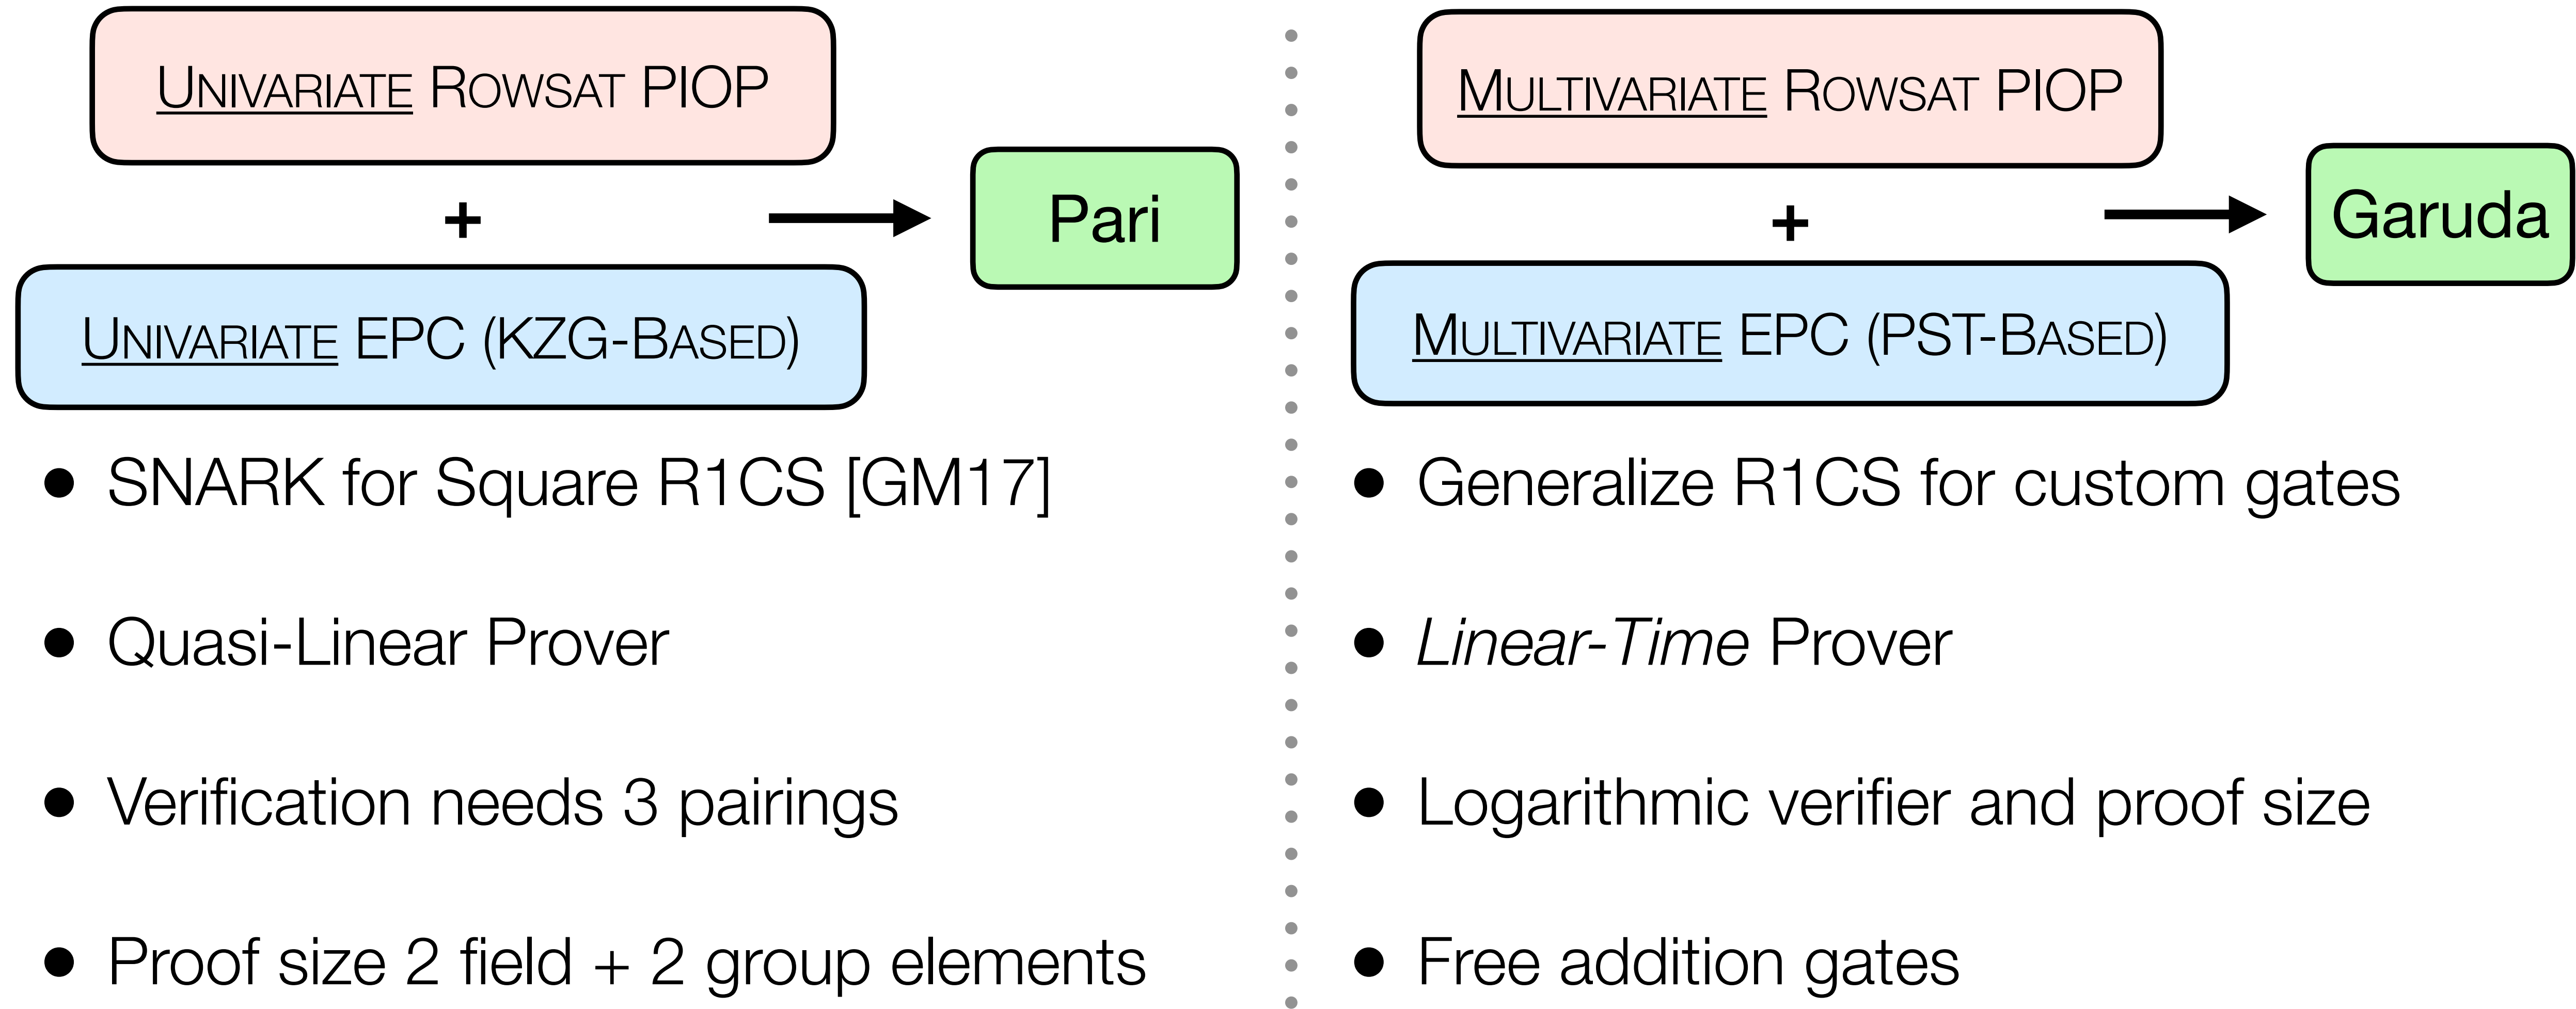 UNIVARIATE ROWSAT PIOP
+
Pari
UNIVARIATE EPC (KZG-BASED)
● SNARK for Square R1CS [GM17]
● Quasi-Linear Prover
● Verification needs 3 pairings
● Proof size 2 field + 2 group elements
MULTIVARIATE ROWSAT PIOP
+
Garuda
MULTIVARIATE EPC (PST-BASED)
● Generalize R1CS for custom gates
● Linear-Time Prover
● Logarithmic verifier and proof size
● Free addition gates